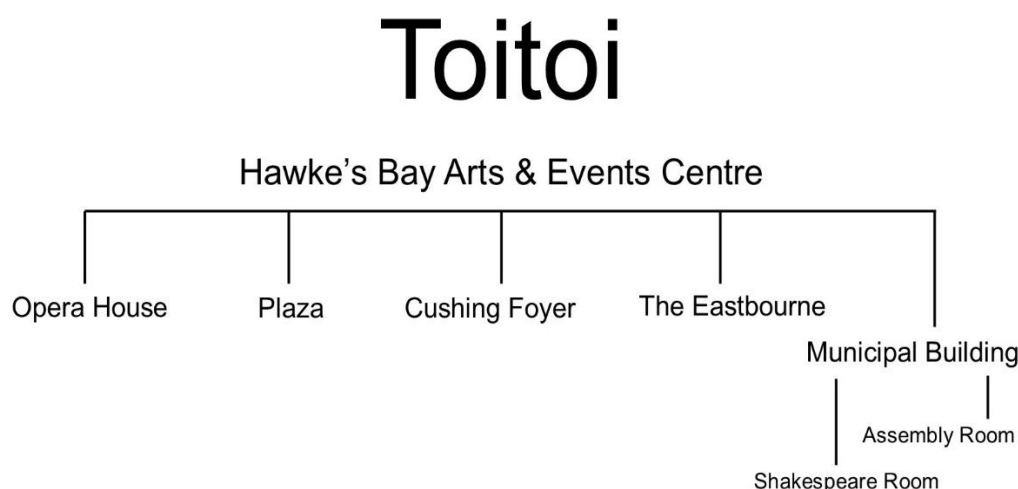 Toitoi
Hawke's Bay Arts & Events Centre
Opera House
Plaza
Cushing Foyer
The Eastbourne
Municipal Building
Assembly Room
Shakespeare Room